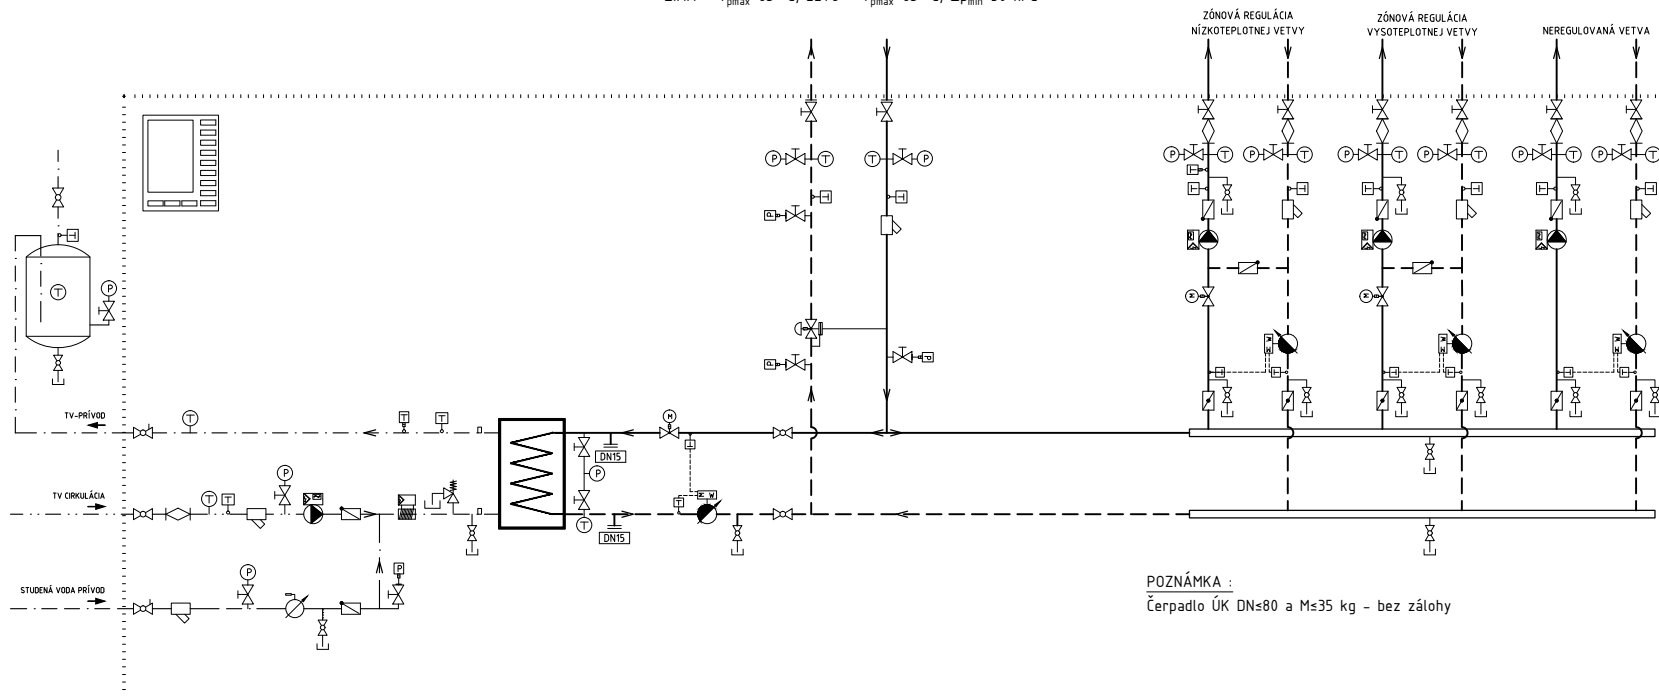 ZÓNOVÁ REGULÁCIA
NÍZKOTEPLOTNEJ VETVY
ZÓNOVÁ REGULÁCIA
VYSOTEPLOTNEJ VETVY
NEREGULOVANÁ VETVA
P T
T P
P T
P T
P T
P T
P T
P T
T
T
T
T
T
T
T
T
T
P
P
T
P
M
M
P
P
TV-PRÍVOD
T
T
T
M
DN15
P
TV CIRKULÁCIA
T
T
P
T
T
M W
DN15
STUDENÁ VODA PRÍVOD
P
P
POZNÁMKA :
Čerpadlo ÚK DN≤80 a M≤35 kg - bez zálohy